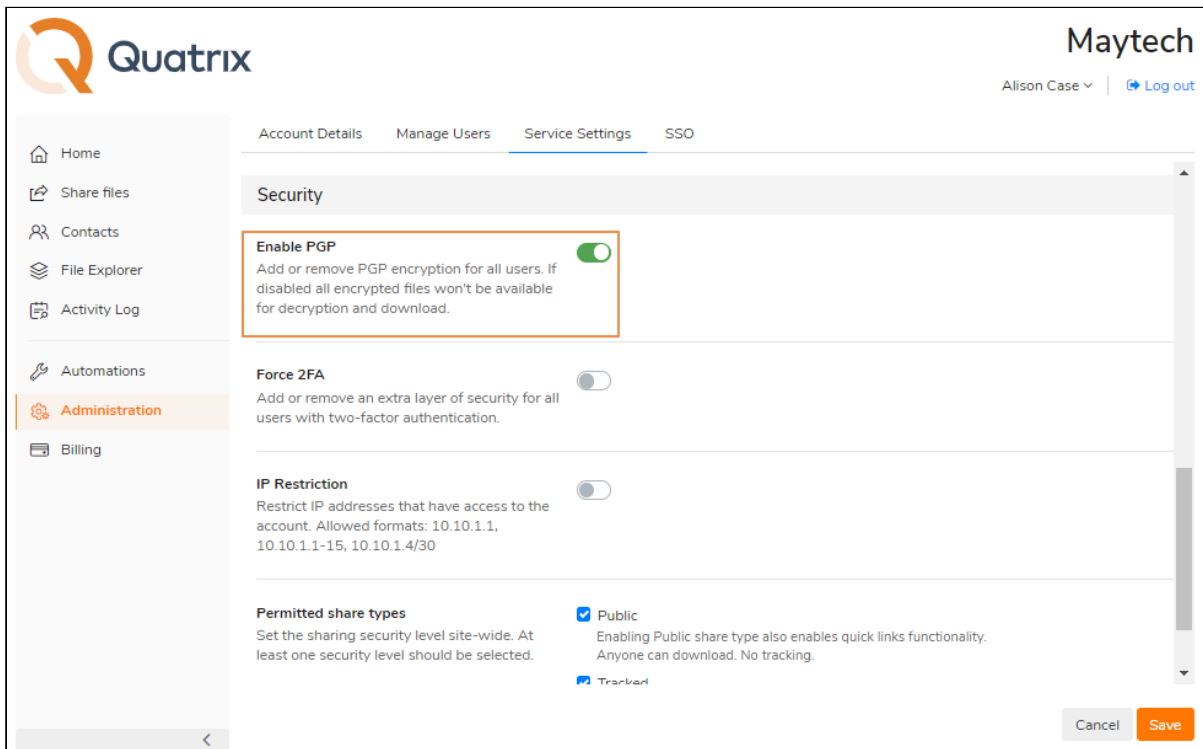 Quatrix
Maytech
Alison Case
Log out
Home
Share files
Contacts
File Explorer
Activity Log
Automations
Administration
Billing
Account Details
Manage Users
Service Settings
SSO
Security
Enable PGP
Add or remove PGP encryption for all users. If
disabled all encrypted files won't be available
for decryption and download.
Force 2FA
Add or remove an extra layer of security for all
users with two-factor authentication.
IP Restriction
Restrict IP addresses that have access to the
account. Allowed formats: 10.10.1.1,
10.10.1.1-15, 10.10.1.4/30
Permitted share types
Set the sharing security level site-wide. At
least one security level should be selected.
Public
Enabling Public share type also enables quick links functionality.
Anyone can download. No tracking.
Tracked
Cancel
Save